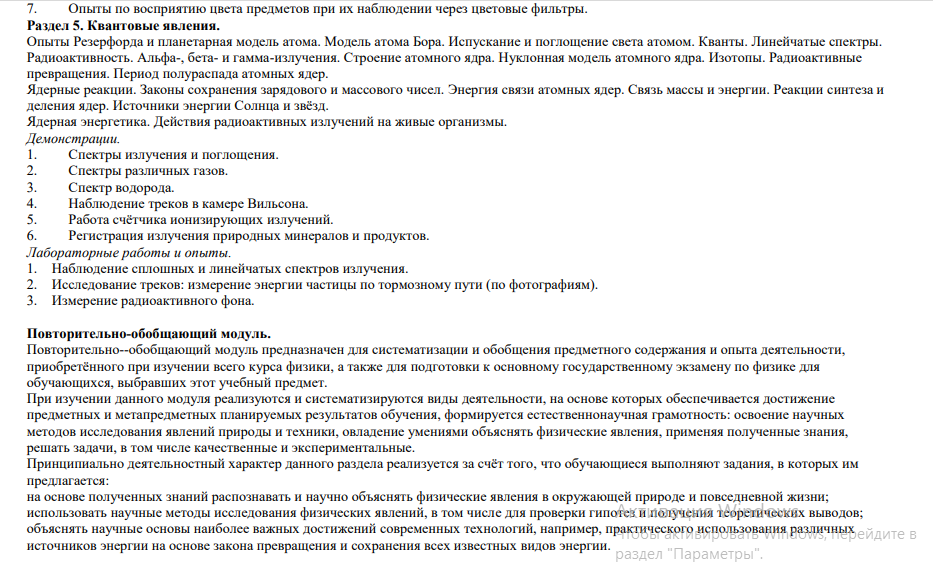 7. Опыты по восприятию цвета предметов при их наблюдении через цветовые фильтры.
Раздел 5. Квантовые явления.
Опыты Резерфорда и планетарная модель атома. Модель атома Бора. Испускание и поглощение света атомом. Кванты. Линейчатые спектры.
Радиоактивность. Альфа-, бета- и гамма-излучения. Строение атомного ядра. Нуклонная модель атомного ядра. Изотопы. Радиоактивные
превращения. Период полураспада атомных ядер.
Ядерные реакции. Законы сохранения зарядового и массового чисел. Энергия связи атомных ядер. Связь массы и энергии. Реакции синтеза и
деления ядер. Источники энергии Солнца и звёзд.
Ядерная энергетика. Действия радиоактивных излучений на живые организмы.
Демонстрации.
1. Спектры излучения и поглощения.
2. Спектры различных газов.
3. Спектр водорода.
4. Наблюдение треков в камере Вильсона.
5. Работа счётчика ионизирующих излучений.
6. Регистрация излучения природных минералов и продуктов.
Лабораторные работы и опыты.
1. Наблюдение сплошных и линейчатых спектров излучения.
2. Исследование треков: измерение энергии частицы по тормозному пути (по фотографиям).
3. Измерение радиоактивного фона.
Повторительно-обобщающий модуль.
Повторительно--обобщающий модуль предназначен для систематизации и обобщения предметного содержания и опыта деятельности,
приобретённого при изучении всего курса физики, а также для подготовки к основному государственному экзамену по физике для
обучающихся, выбравших этот учебный предмет.
При изучении данного модуля реализуются и систематизируются виды деятельности, на основе которых обеспечивается достижение
предметных и метапредметных планируемых результатов обучения, формируется естественнонаучная грамотность: освоение научных
методов исследования явлений природы и техники, овладение умениями объяснять физические явления, применяя полученные знания,
решать задачи, в том числе качественные и экспериментальные.
Принципиально деятельностный характер данного раздела реализуется за счёт того, что обучающиеся выполняют задания, в которых им
предлагается:
на основе полученных знаний распознавать и научно объяснять физические явления в окружающей природе и повседневной жизни;
использовать научные методы исследования физических явлений, в том числе для проверки гипотез и получения теоретических выводов;
объяснять научные основы наиболее важных достижений современных технологий, например, практического использования различных
источников энергии на основе закона превращения и сохранения всех известных видов энергии.
Активация Windows
Чтобы активировать Windows, перейдите в
раздел "Параметры".